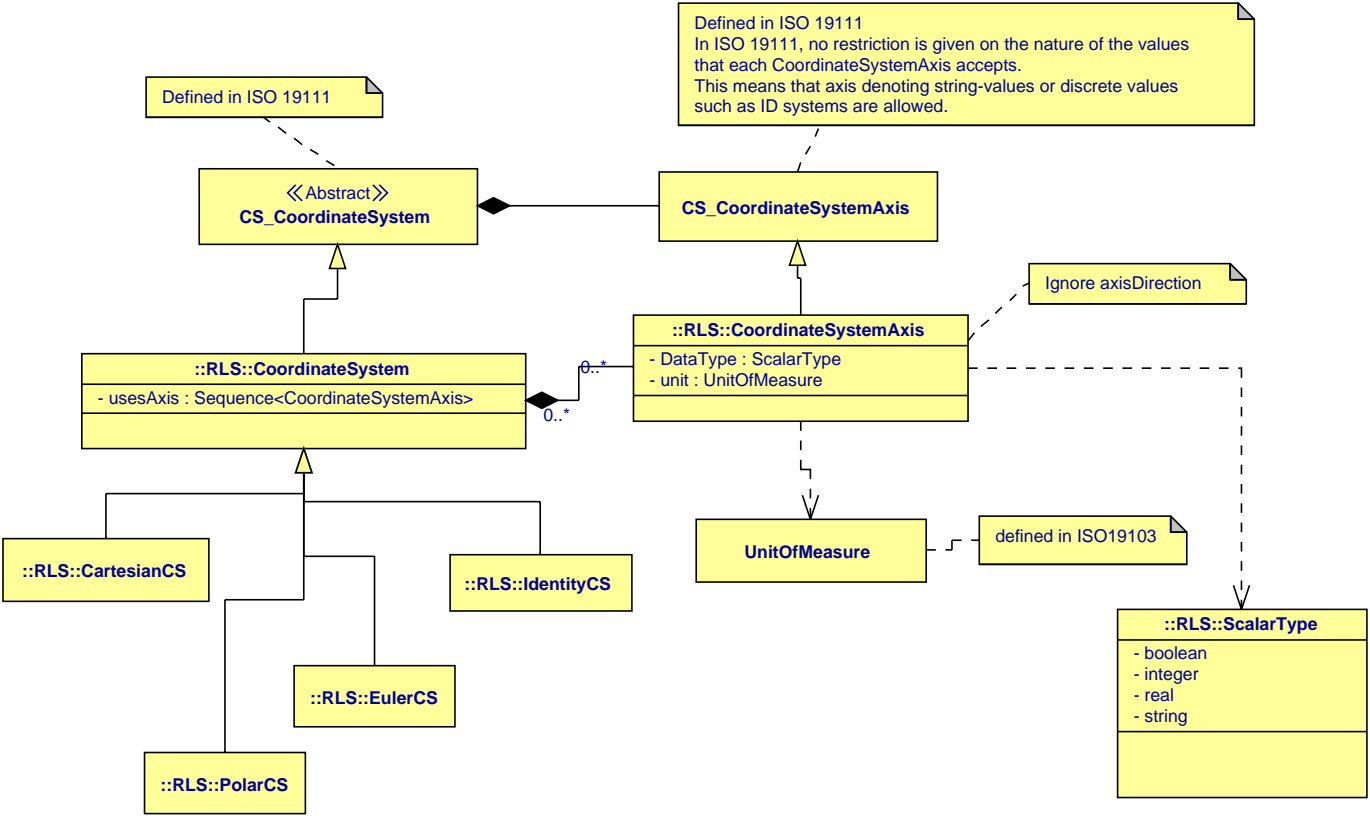 Defined in ISO 19111
In ISO 19111, no restriction is given on the nature of the values
that each CoordinateSystemAxis accepts.
This means that axis denoting string-values or discrete values
such as ID systems are allowed.
Defined in ISO 19111
≪Abstract≫
CS_CoordinateSystem
CS_CoordinateSystemAxis
Ignore axisDirection
::RLS::CoordinateSystemAxis
- DataType : ScalarType
- unit : UnitOfMeasure
::RLS::CoordinateSystem
- usesAxis : Sequence<CoordinateSystemAxis>
0..*
0..*
::RLS::CartesianCS
::RLS::IdentityCS
::RLS::EulerCS
::RLS::PolarCS
UnitOfMeasure
defined in ISO19103
::RLS::ScalarType
- boolean
- integer
- real
- string